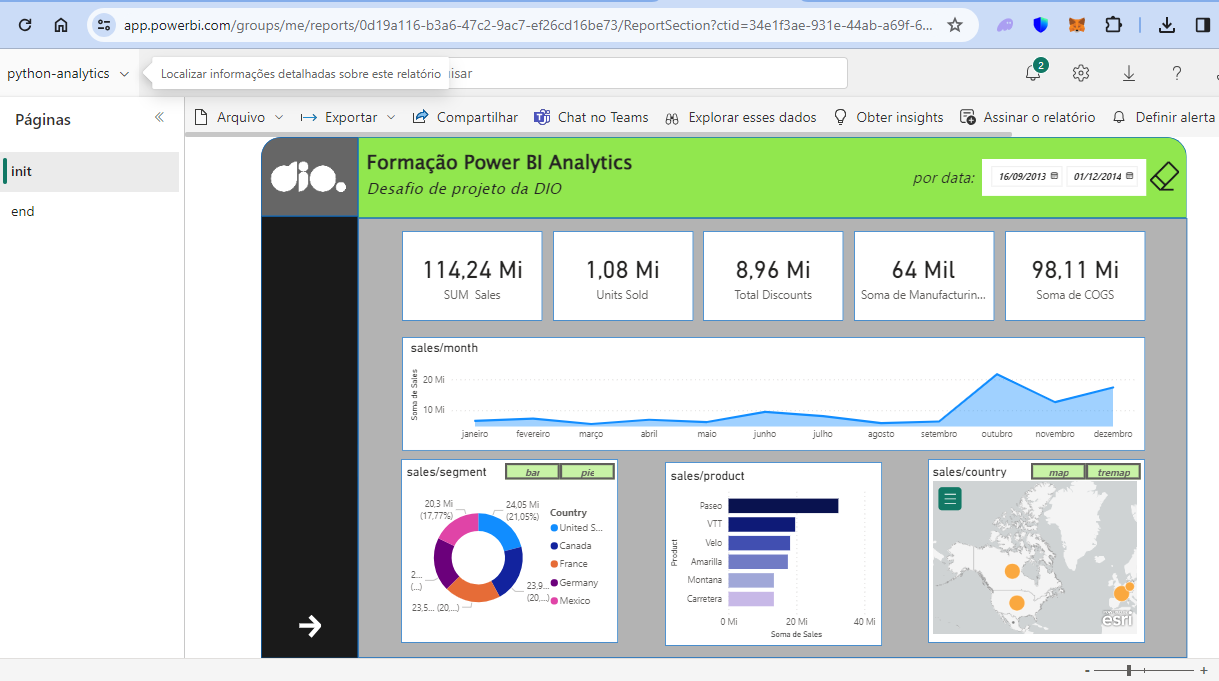 app.powerbi.com/groups/me/reports/0d19a116-b3a6-47c2-9ac7-ef26cd16be73/ReportSection?ctid=34e1f3ae-931e-44ab-a69f-6...
python-analytics
Localizar informações detalhadas sobre este relatório
isar
2
?
Páginas
Arquivo
Exportar
Compartilhar
Chat no Teams
Explorar esses dados
Obter insights
Assinar o relatório
Definir alerta
init
end
dio.
Formação Power BI Analytics
Desafio de projeto da DIO
por data:
16/09/2013
01/12/2014
114,24 Mi
SUM Sales
1,08 Mi
Units Sold
8,96 Mi
Total Discounts
64 Mil
Soma de Manufacturin...
98,11 Mi
Soma de COGS
sales/month
Soma de Sales
20 Mi
10 Mi
janeiro fevereiro março abril maio junho julho agosto setembro outubro novembro dezembro
sales/segment
bar
pie
20,3 Mi
(17,77%)
24,05 Mi
(21,05%)
2...
(...)
23,9...
(20,...)
23,5... (20,...)
Country
United S...
Canada
France
Germany
Mexico
sales/product
Product
Paseo
VTT
Velo
Amarilla
Montana
Carretera
0 Mi 20 Mi 40 Mi
Soma de Sales
sales/country
map
tremap
esri
- +